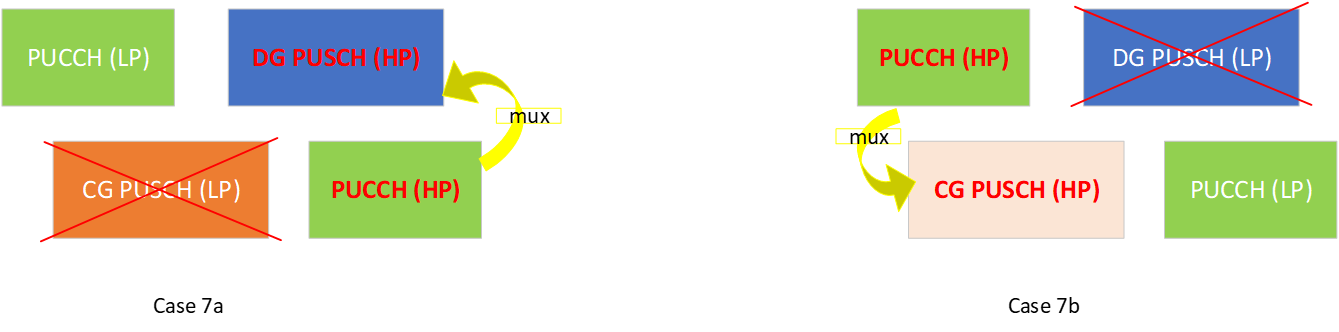 PUCCH (LP)
DG PUSCH (HP)
mux
CG PUSCH (LP)
PUCCH (HP)
Case 7a
PUCCH (HP)
DG PUSCH (LP)
mux
CG PUSCH (HP)
PUCCH (LP)
Case 7b